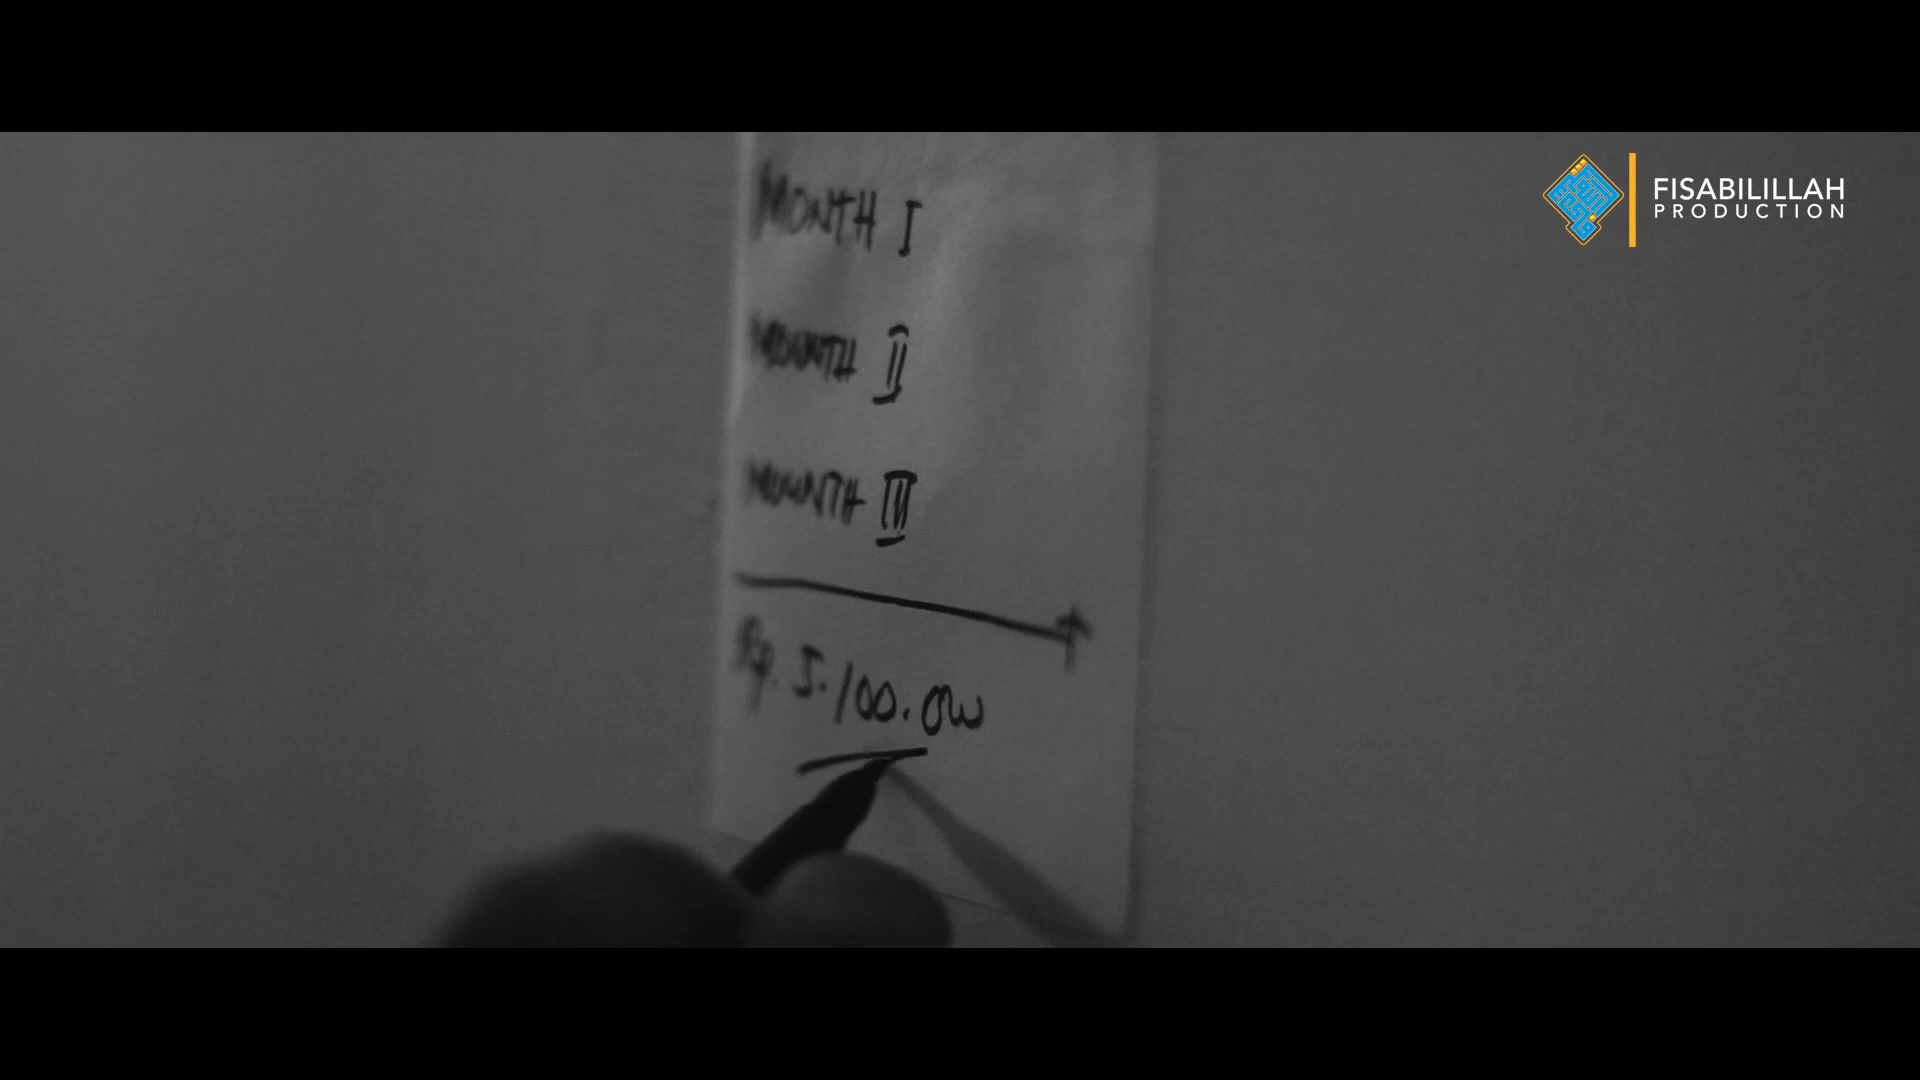 MONTH I
MONTH II
MONTH III
Rp. 5.100.000
FISABILILLAH
PRODUCTION